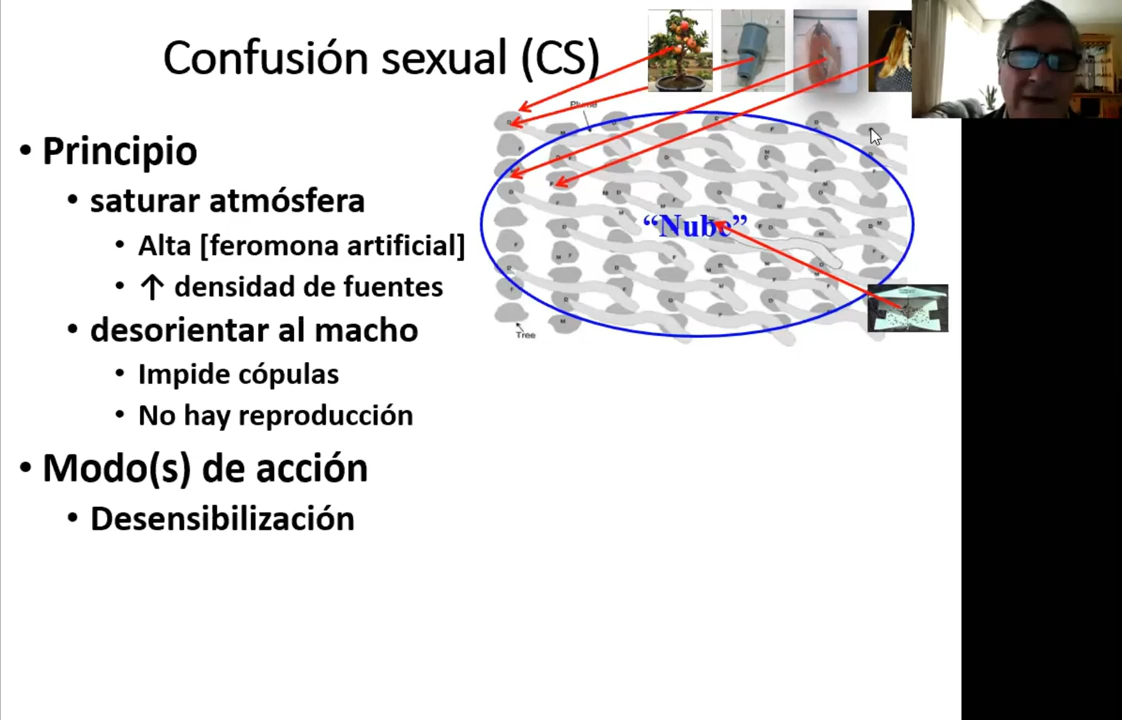 Confusión sexual (CS)
• Principio
• saturar atmósfera
• Alta [feromona artificial]
• ↑ densidad de fuentes
• desorientar al macho
• Impide cópulas
• No hay reproducción
• Modo(s) de acción
• Desensibilización
Plume
“Nube”
Tree